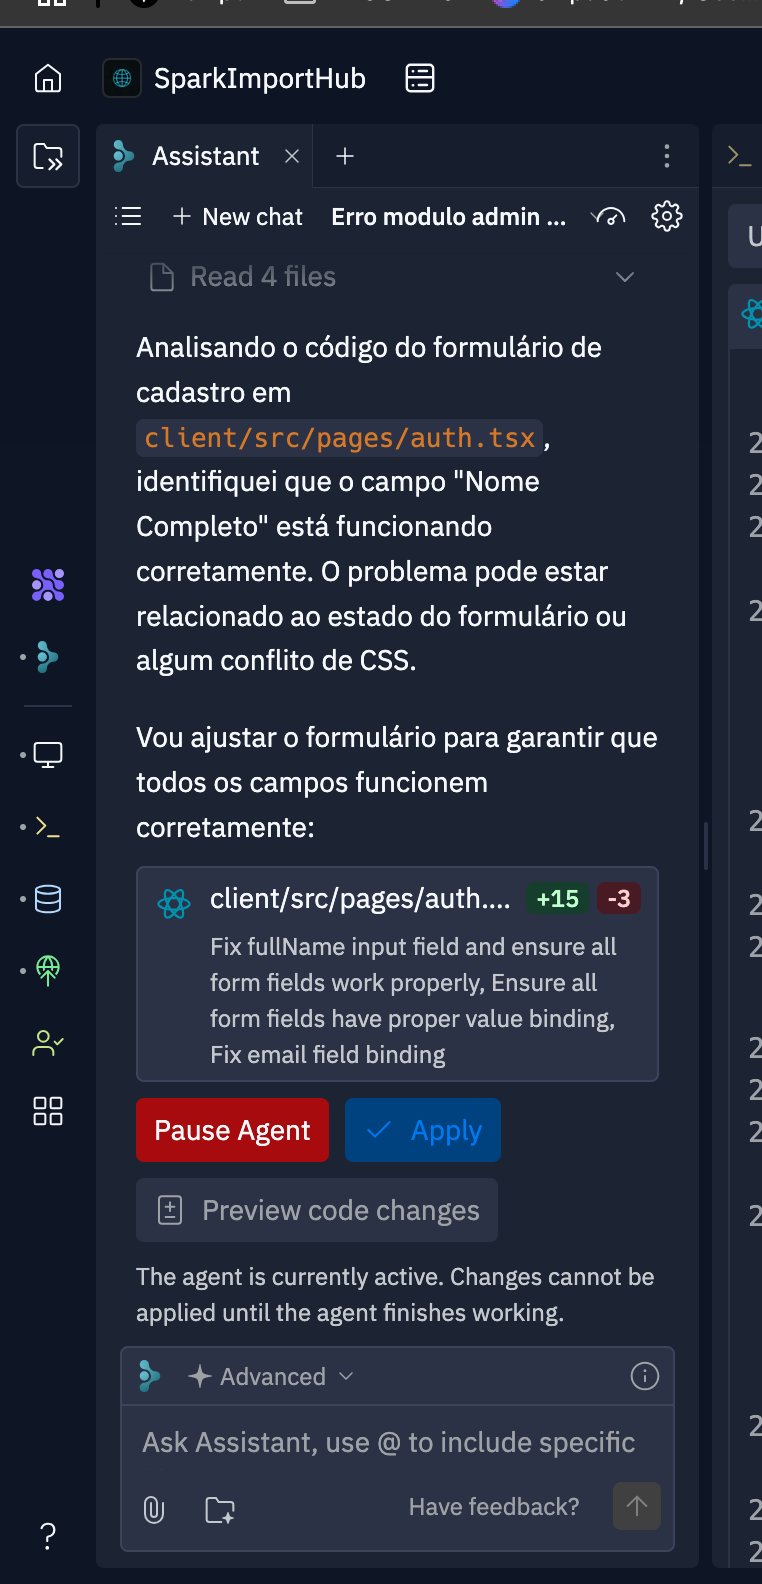 SparkImportHub
Assistant
New chat
Erro modulo admin ...
Read 4 files
Analisando o código do formulário de
cadastro em
client/src/pages/auth.tsx,
identifiquei que o campo "Nome
Completo" está funcionando
corretamente. O problema pode estar
relacionado ao estado do formulário ou
algum conflito de CSS.
Vou ajustar o formulário para garantir que
todos os campos funcionem
corretamente:
client/src/pages/auth.... +15 -3
Fix fullName input field and ensure all
form fields work properly, Ensure all
form fields have proper value binding,
Fix email field binding
Pause Agent
Apply
Preview code changes
The agent is currently active. Changes cannot be
applied until the agent finishes working.
Advanced
Ask Assistant, use @ to include specific
Have feedback?